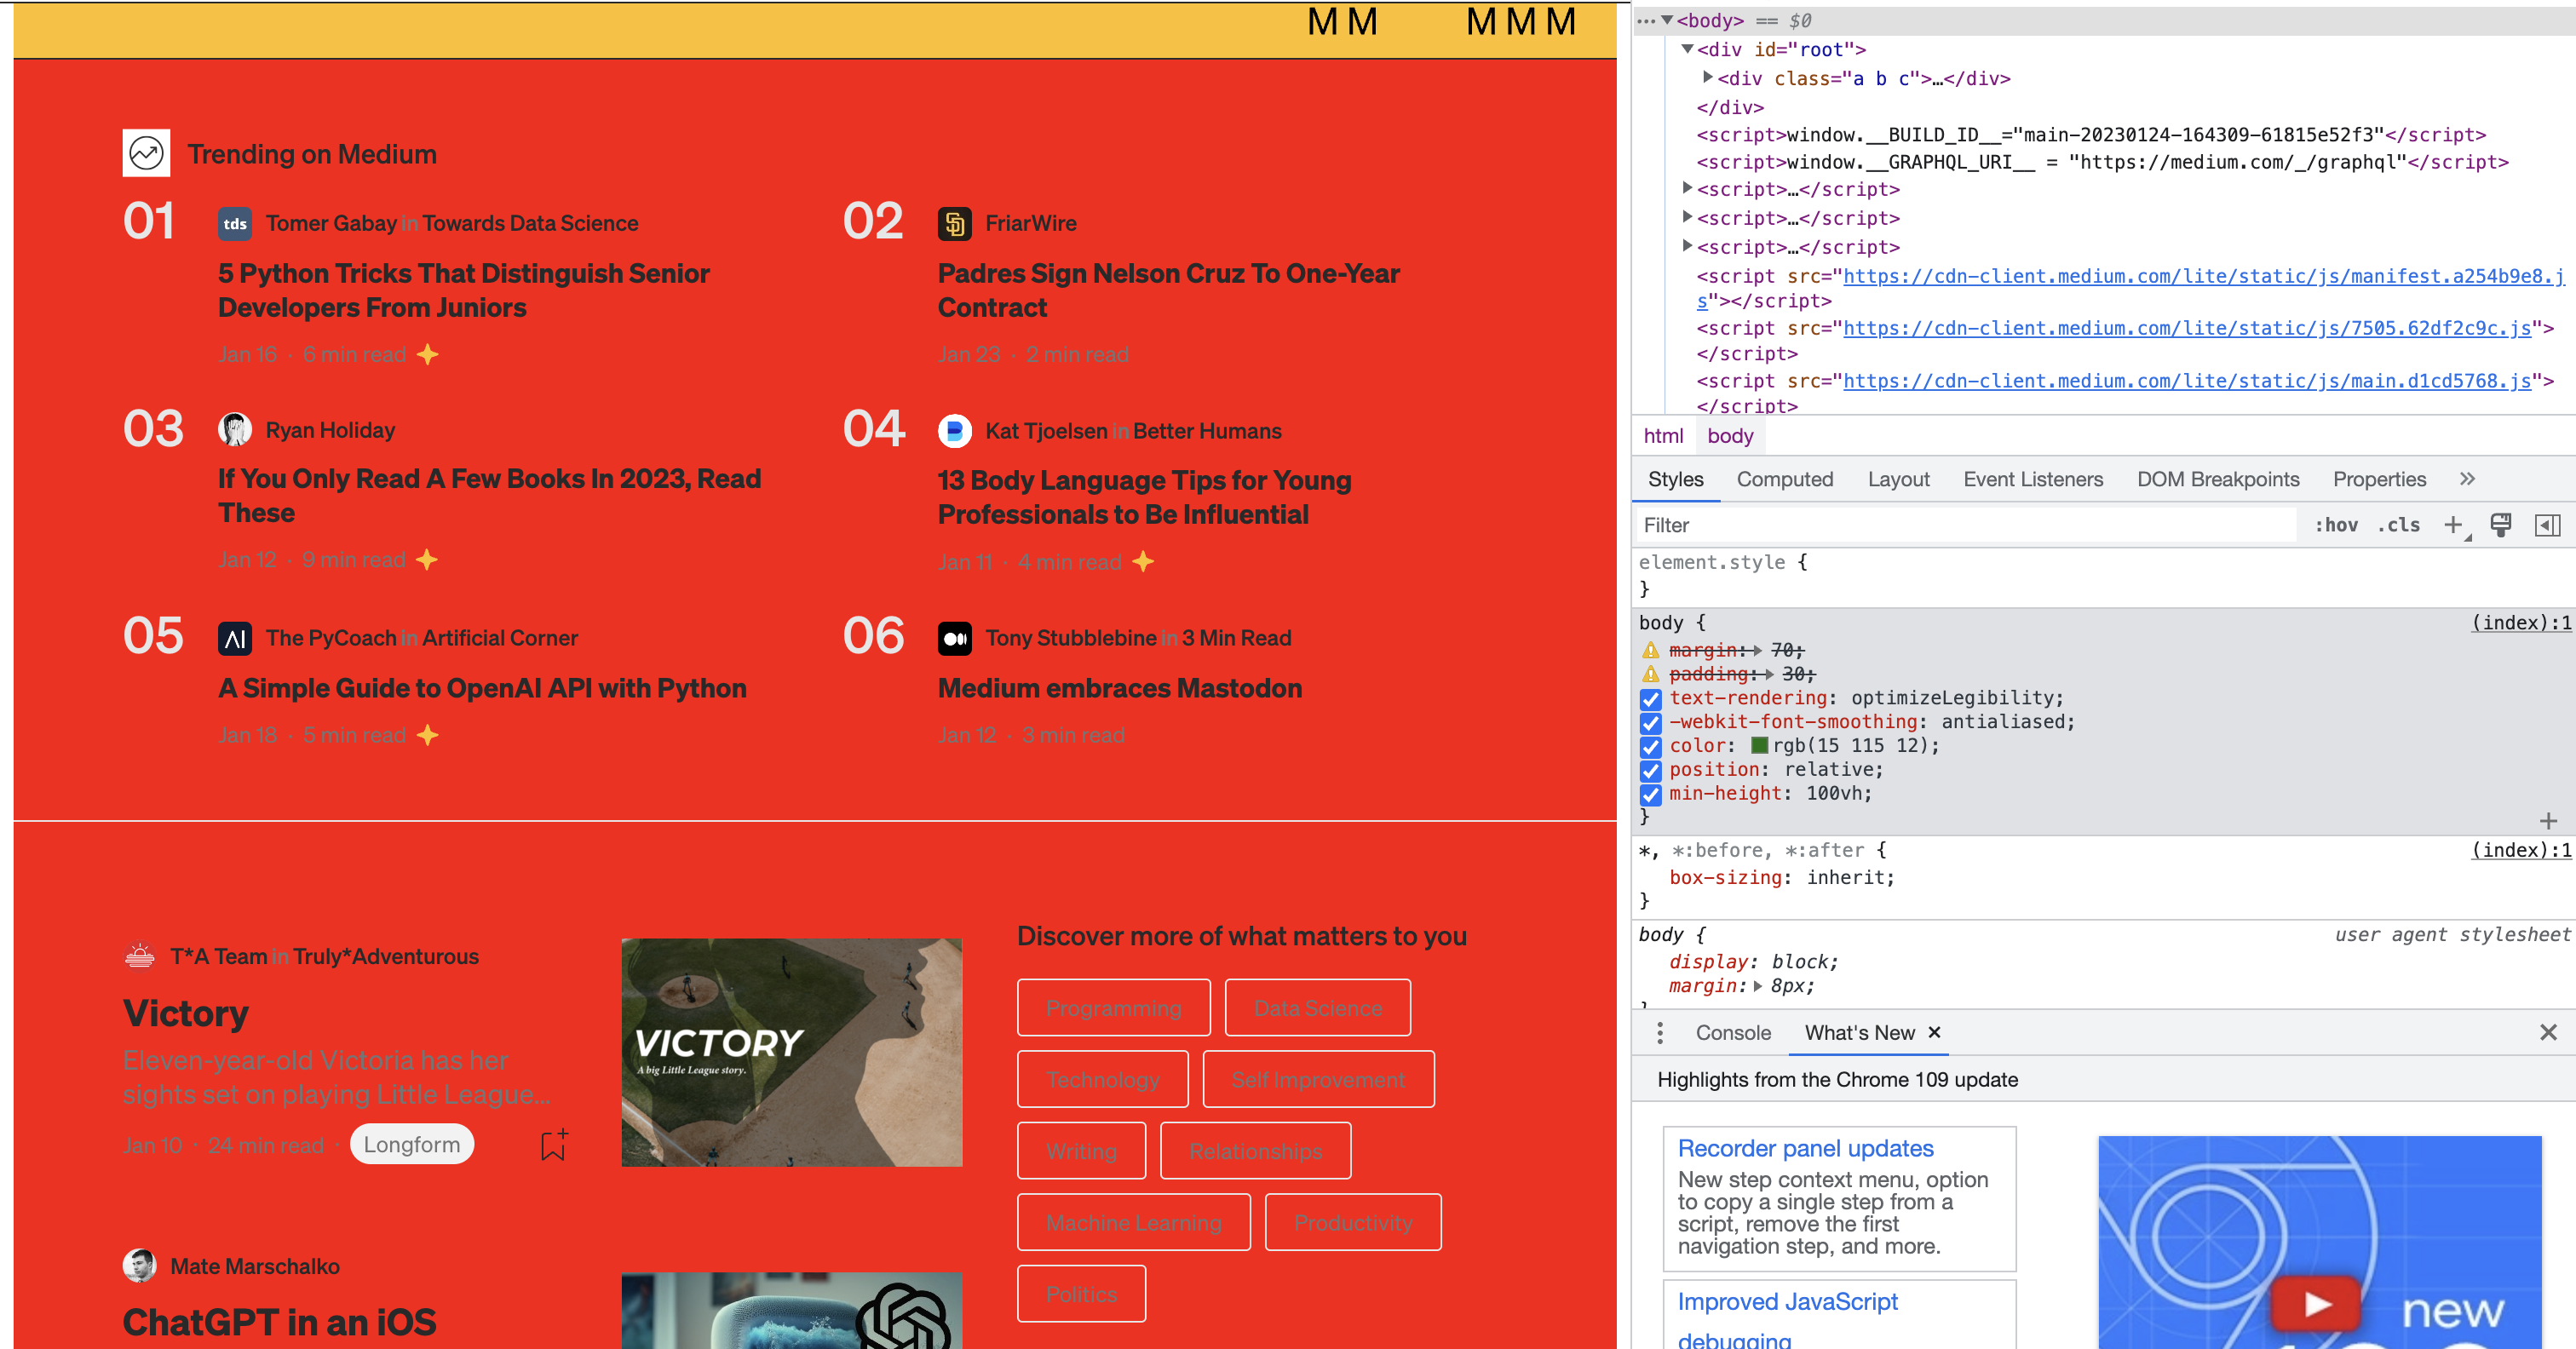 M M M M M
Trending on Medium
01
tds
Tomer Gabay in Towards Data Science
5 Python Tricks That Distinguish Senior
Developers From Juniors
Jan 16 · 6 min read
02
SD
FriarWire
Padres Sign Nelson Cruz To One-Year
Contract
Jan 23 · 2 min read
03
Ryan Holiday
If You Only Read A Few Books In 2023, Read
These
Jan 12 · 9 min read
04
Kat Tjoelsen in Better Humans
13 Body Language Tips for Young
Professionals to Be Influential
Jan 11 · 4 min read
05
AI
The PyCoach in Artificial Corner
A Simple Guide to OpenAI API with Python
Jan 18 · 5 min read
06
Tony Stubblebine in 3 Min Read
Medium embraces Mastodon
Jan 12 · 3 min read
T*A Team in Truly*Adventurous
Victory
Eleven-year-old Victoria has her
sights set on playing Little League...
Jan 10 · 24 min read · Longform
VICTORY
A big Little League story.
Mate Marschalko
ChatGPT in an iOS
Discover more of what matters to you
Programming
Data Science
Technology
Self Improvement
Writing
Relationships
Machine Learning
Productivity
Politics
<body> == $0
<div id="root">
<div class="a b c">…</div>
</div>
<script>window.__BUILD_ID__="main-20230124-164309-61815e52f3"</script>
<script>window.__GRAPHQL_URI__ = "https://medium.com/_/graphql"</script>
<script>…</script>
<script>…</script>
<script>…</script>
<script src="https://cdn-client.medium.com/lite/static/js/manifest.a254b9e8.j
s"></script>
<script src="https://cdn-client.medium.com/lite/static/js/7505.62df2c9c.js">
</script>
<script src="https://cdn-client.medium.com/lite/static/js/main.d1cd5768.js">
</script>
html body
Styles Computed Layout Event Listeners DOM Breakpoints Properties
Filter :hov .cls
element.style {
}
body { (index):1
margin: 70;
padding: 30;
text-rendering: optimizeLegibility;
-webkit-font-smoothing: antialiased;
color: rgb(15 115 12);
position: relative;
min-height: 100vh;
}
*, *:before, *:after { (index):1
box-sizing: inherit;
}
body { user agent stylesheet
display: block;
margin: 8px;
}
Console What's New
Highlights from the Chrome 109 update
Recorder panel updates
New step context menu, option
to copy a single step from a
script, remove the first
navigation step, and more.
Improved JavaScript
debugging
new